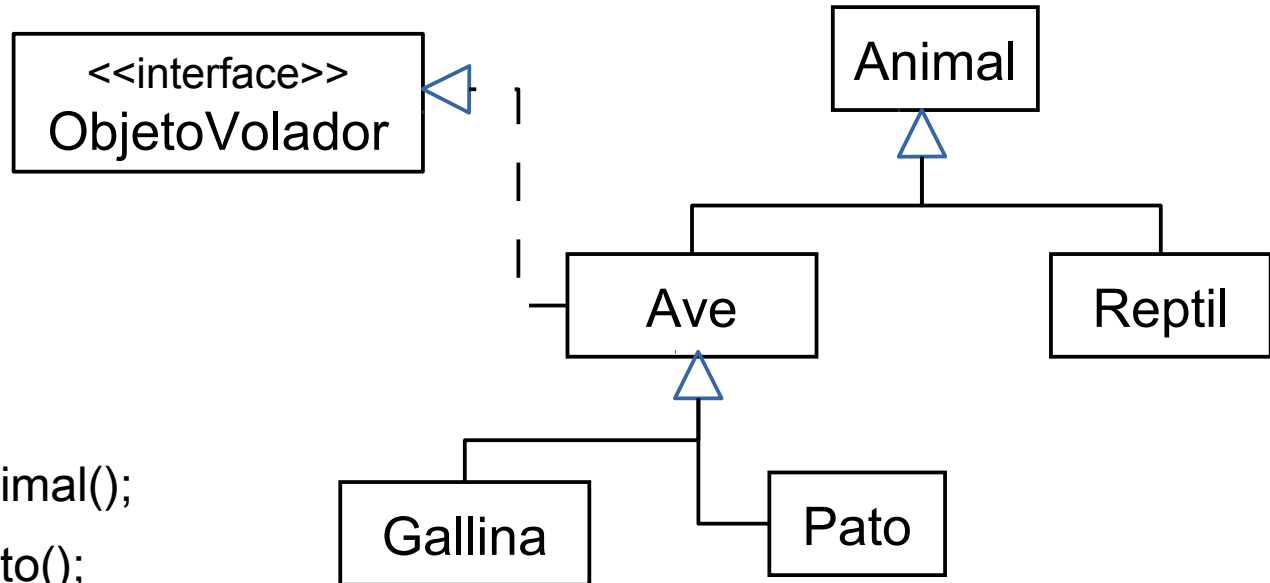 <<interface>>
ObjetoVolador
Animal
Ave
Reptil
imal();
Gallina
Pato
to();